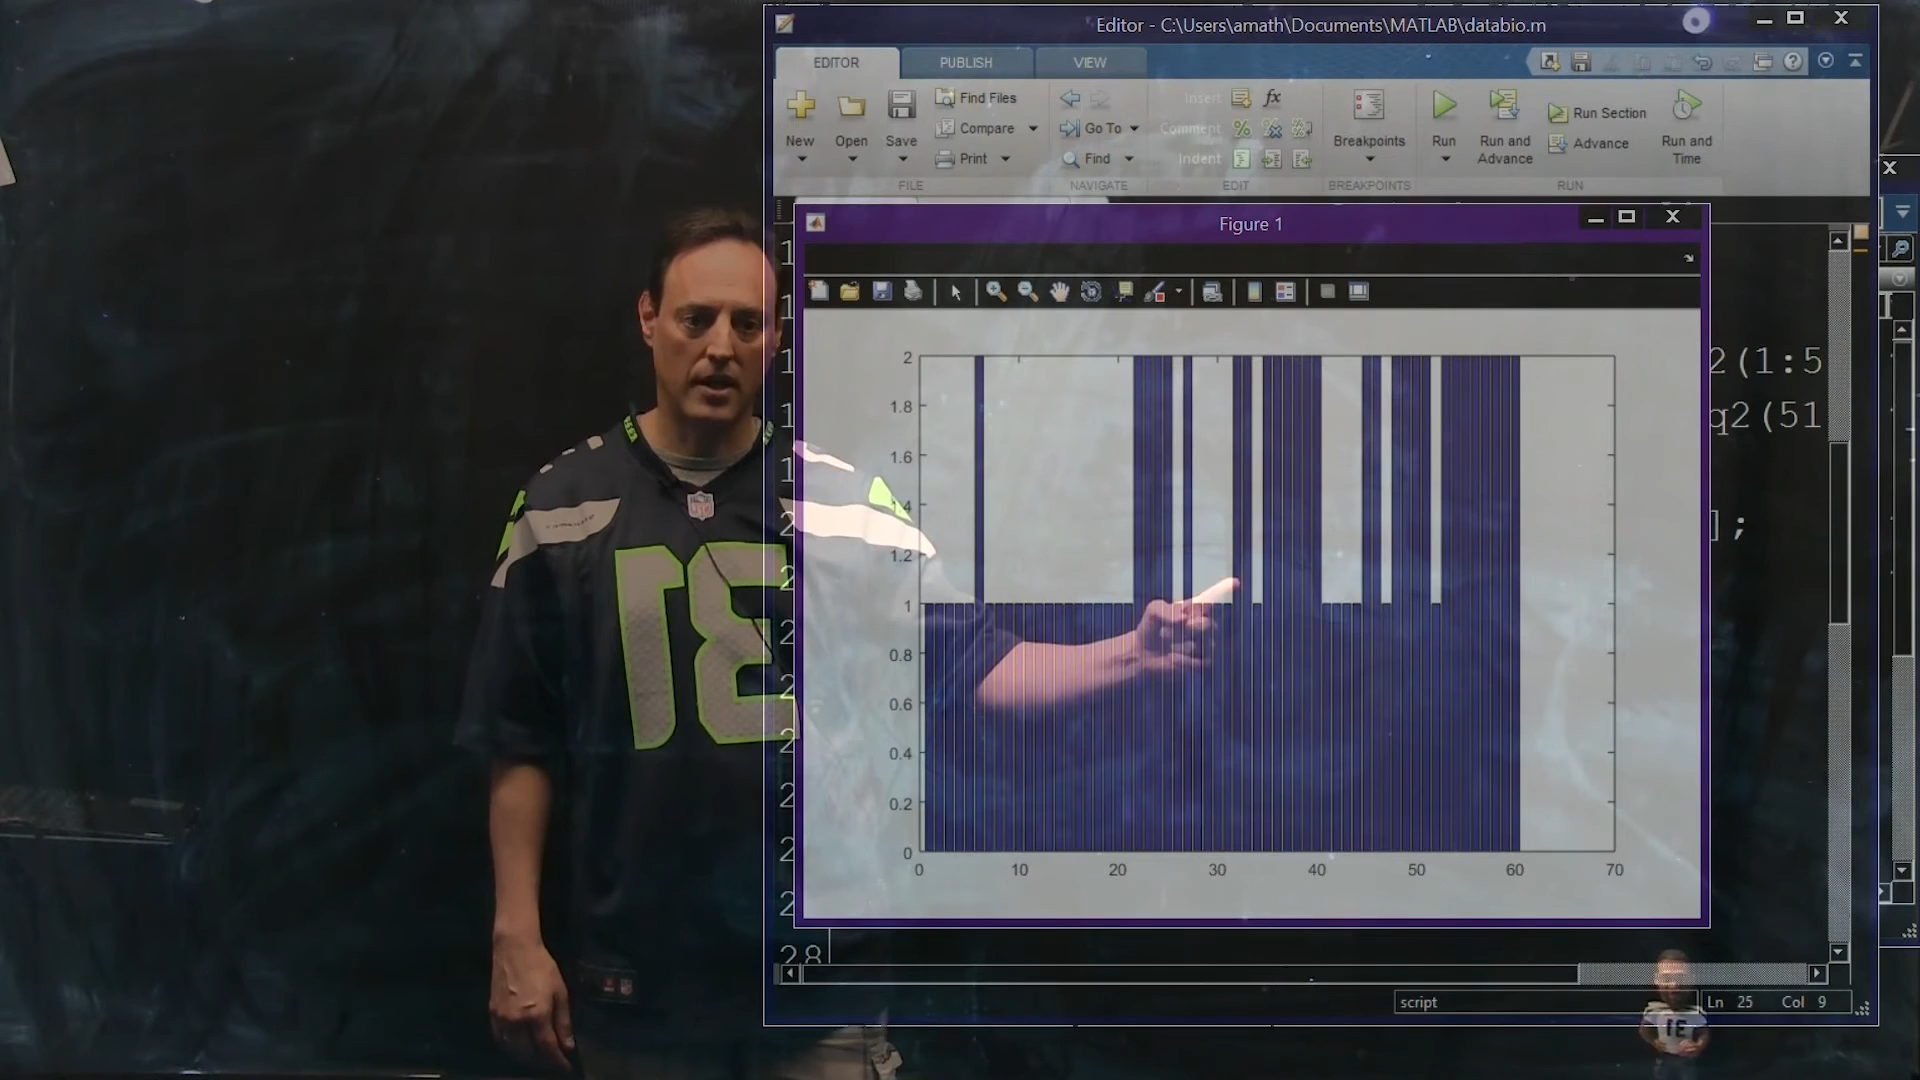 Editor - C:\Users\amath\Documents\MATLAB\databio.m
EDITOR PUBLISH VIEW
New Open Save Find Files Compare Print
Go To Find
Insert fx
Comment
Indent
Breakpoints
Run Run and Advance Run Section Advance Run and Time
FILE NAVIGATE EDIT BREAKPOINTS RUN
Figure 1
2
1.8
1.6
1.4
1.2
1
0.8
0.6
0.4
0.2
0
0 10 20 30 40 50 60 70
2(1:5
q2(51
];
28
script Ln 25 Col 9